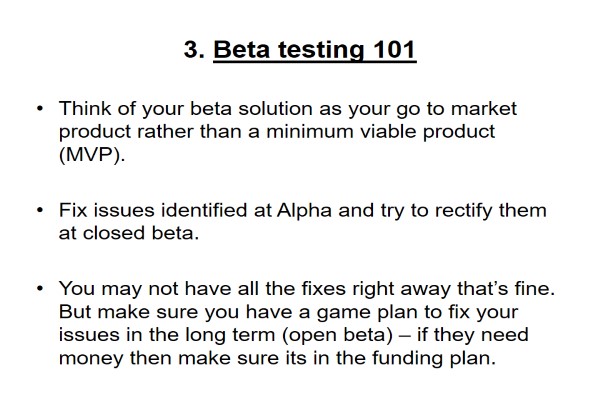 3. Beta testing 101
• Think of your beta solution as your go to market
product rather than a minimum viable product
(MVP).
• Fix issues identified at Alpha and try to rectify them
at closed beta.
• You may not have all the fixes right away that’s fine.
But make sure you have a game plan to fix your
issues in the long term (open beta) – if they need
money then make sure its in the funding plan.